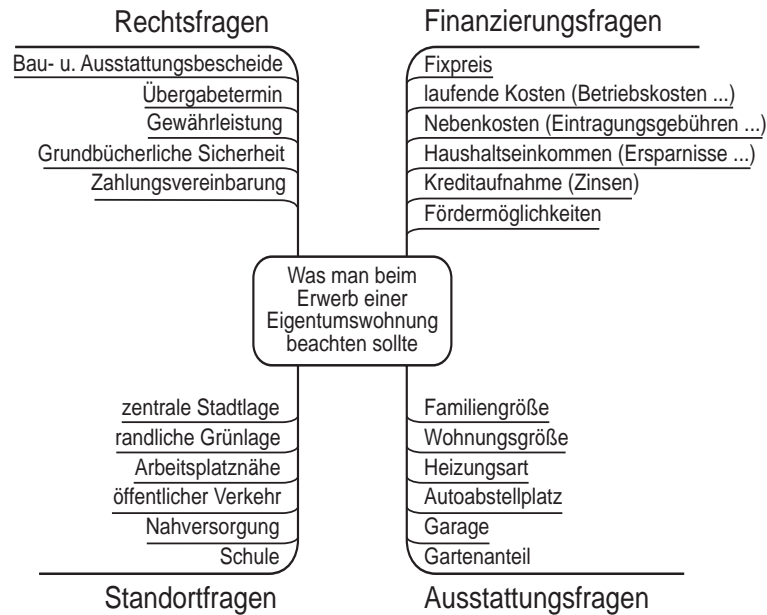 Rechtsfragen
Bau- u. Ausstattungsbescheide
Übergabetermin
Gewährleistung
Grundbücherliche Sicherheit
Zahlungsvereinbarung
Finanzierungsfragen
Fixpreis
laufende Kosten (Betriebskosten ...)
Nebenkosten (Eintragungsgebühren ...)
Haushaltseinkommen (Ersparnisse ...)
Kreditaufnahme (Zinsen)
Fördermöglichkeiten
Was man beim
Erwerb einer
Eigentumswohnung
beachten sollte
zentrale Stadtlage
randliche Grünlage
Arbeitsplatznähe
öffentlicher Verkehr
Nahversorgung
Schule
Standortfragen
Familiengröße
Wohnungsgröße
Heizungsart
Autoabstellplatz
Garage
Gartenanteil
Ausstattungsfragen